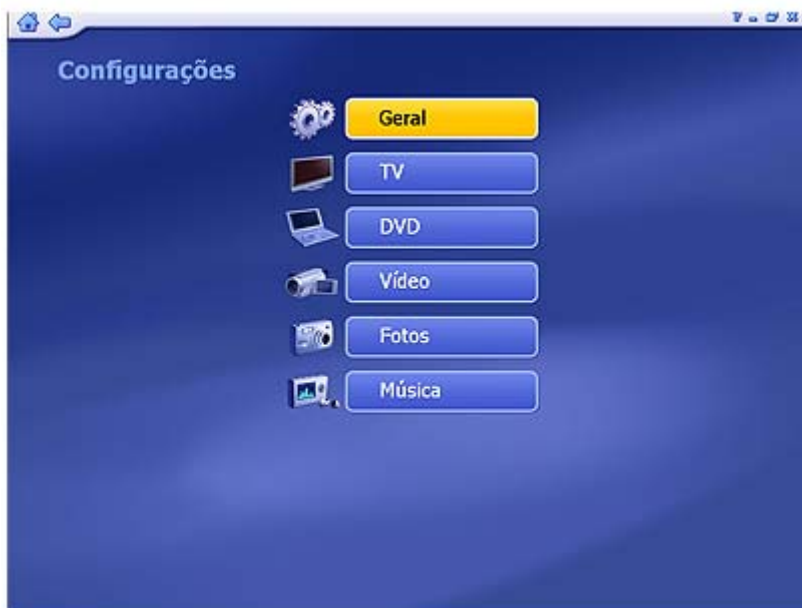 Configurações
Geral
TV
DVD
Vídeo
Fotos
Música